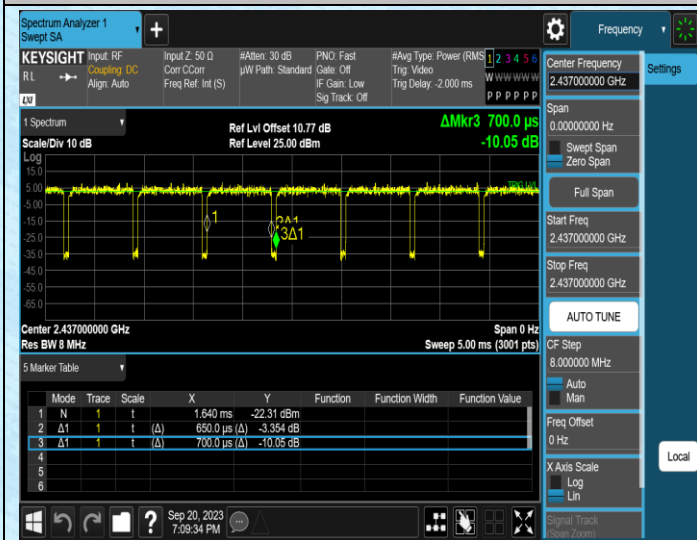 Spectrum Analyzer 1
Swept SA
Frequency
KEYSIGHT
RL
LXI
Input: RF
Coupling: DC
Align: Auto
Input Z: 50 Ω
Corr CCorr
Freq Ref: Int (S)
#Atten: 30 dB
µW Path: Standard
PNO: Fast
Gate: Off
IF Gain: Low
Sig Track: Off
#Avg Type: Power (RMS
Trig: Video
Trig Delay: -2.000 ms
1 2 3 4 5 6
W W W W W W
P P P P P P
1 Spectrum
Scale/Div 10 dB
Ref Lvl Offset 10.77 dB
Ref Level 25.00 dBm
ΔMkr3 700.0 µs
-10.05 dB
Log
15.0
5.00
-5.00
-15.0
-25.0
-35.0
-45.0
-55.0
-65.0
1
2Δ1
3Δ1
Center 2.437000000 GHz
Res BW 8 MHz
Span 0 Hz
Sweep 5.00 ms (3001 pts)
5 Marker Table
Mode Trace Scale X Y Function Function Width Function Value
1 N 1 t 1.640 ms -22.31 dBm
2 Δ1 1 t (Δ) 650.0 µs (Δ) -3.354 dB
3 Δ1 1 t (Δ) 700.0 µs (Δ) -10.05 dB
4
5
6
Sep 20, 2023
7:09:34 PM
Center Frequency
2.437000000 GHz
Span
0.00000000 Hz
Swept Span
Zero Span
Full Span
Start Freq
2.437000000 GHz
Stop Freq
2.437000000 GHz
AUTO TUNE
CF Step
8.000000 MHz
Auto
Man
Freq Offset
0 Hz
X Axis Scale
Log
Lin
Signal Track
(Span Zoom)
Settings
Local